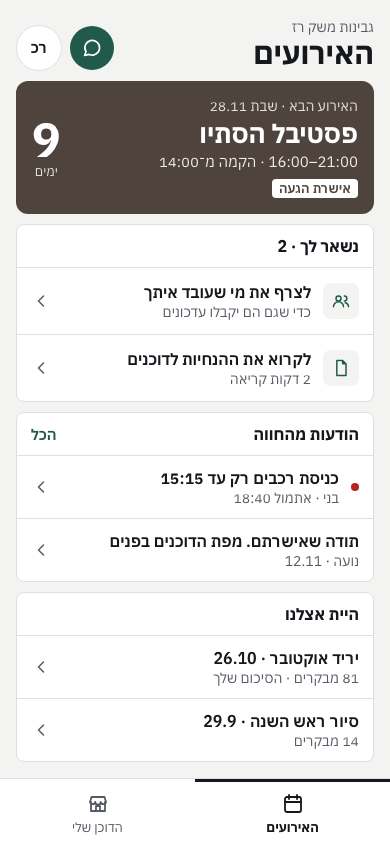 גבינות משק רז
האירועים
רכ
האירוע הבא · שבת 28.11
פסטיבל הסתיו
16:00–21:00 · הקמה מ־14:00
אישרת הגעה
9
ימים
נשאר לך · 2
לצרף את מי שעובד איתך
כדי שגם הם יקבלו עדכונים
לקרוא את ההנחיות לדוכנים
2 דקות קריאה
הודעות מהחווה
הכל
כניסת רכבים רק עד 15:15
בני · אתמול 18:40
תודה שאישרתם. מפת הדוכנים בפנים
נועה · 12.11
היית אצלנו
יריד אוקטובר · 26.10
81 מבקרים · הסיכום שלך
סיור ראש השנה · 29.9
14 מבקרים
האירועים
הדוכן שלי